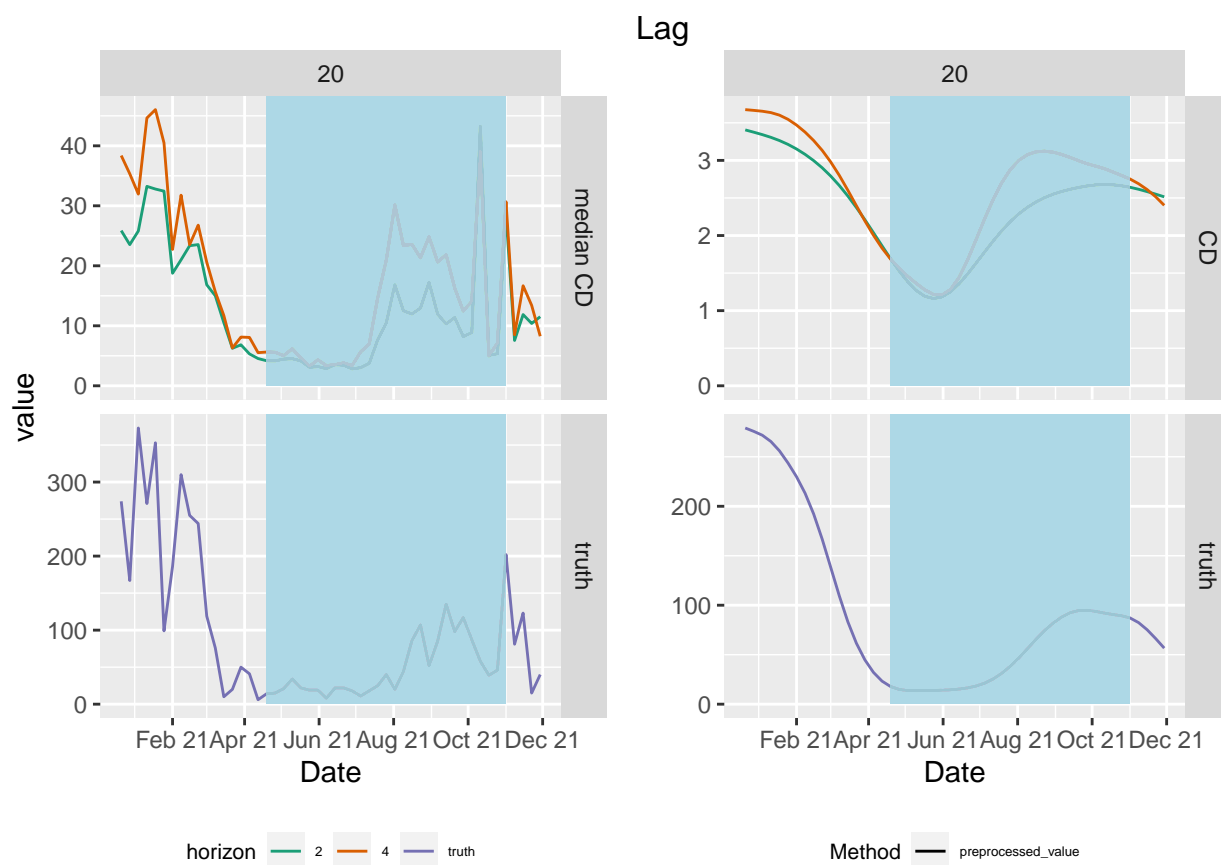 Lag
20
20
value
40
30
20
10
0
median CD
3
2
1
0
CD
300
200
100
0
truth
200
100
0
truth
Feb 21 Apr 21 Jun 21 Aug 21 Oct 21 Dec 21
Feb 21 Apr 21 Jun 21 Aug 21 Oct 21 Dec 21
Date
Date
horizon 2 4 truth
Method preprocessed_value